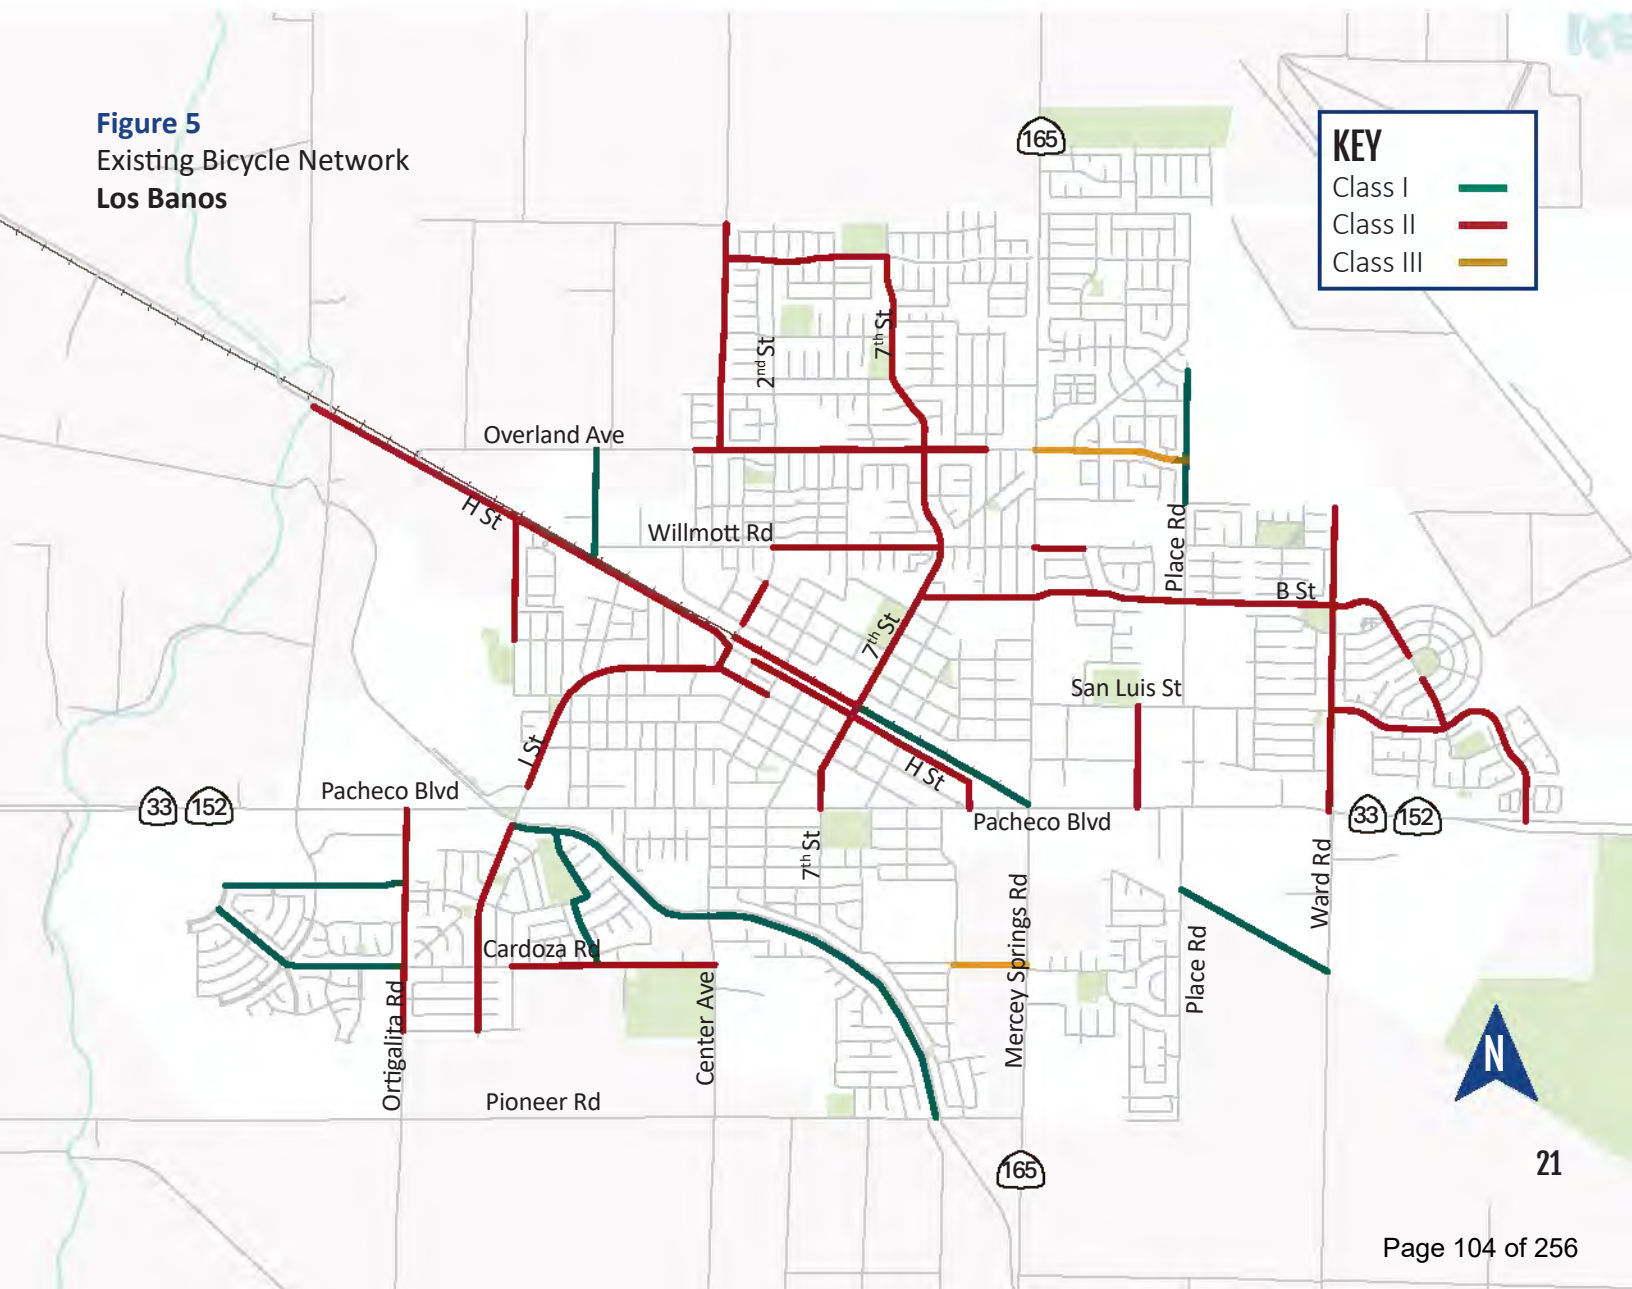 Figure 5
Existing Bicycle Network
Los Banos
165
KEY
Class I
Class II
Class III
2nd St
7th St
Overland Ave
H St
Willmott Rd
Place Rd
B St
7th St
San Luis St
I St
H St
Pacheco Blvd
33
152
Pacheco Blvd
33
152
7th St
Ward Rd
Mercey Springs Rd
Cardoza Rd
Place Rd
Ortigalita Rd
Center Ave
N
Pioneer Rd
165
21
Page 104 of 256